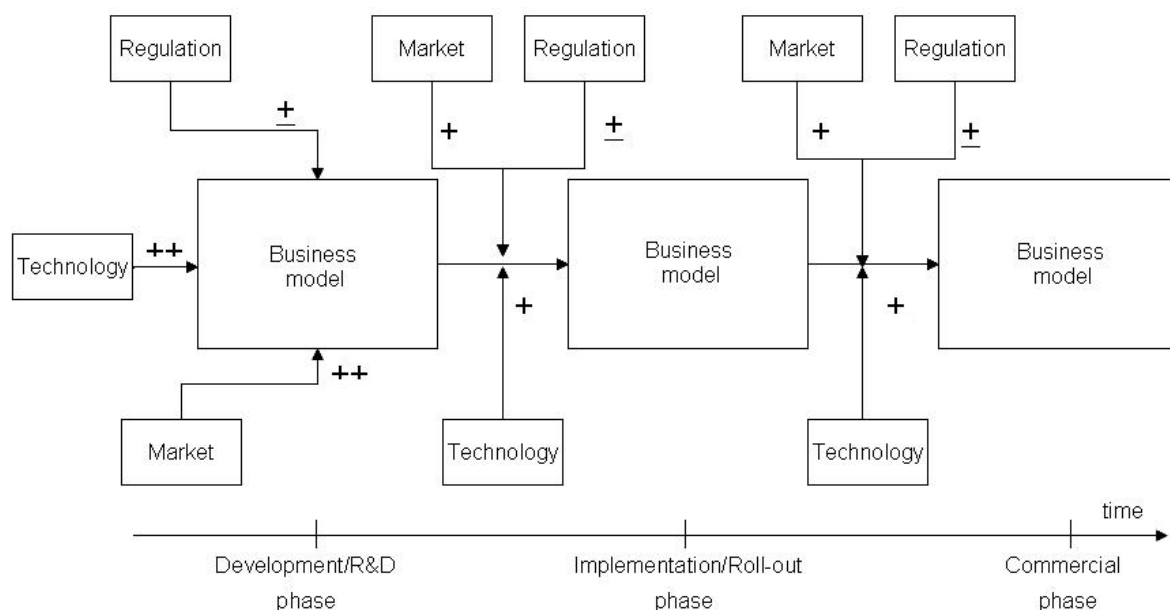 Regulation
Market
Regulation
Market
Regulation
±
+
±
+
±
Technology
++
Business
model
Business
model
Business
model
+
+
++
Market
Technology
Technology
time
Development/R&D
phase
Implementation/Roll-out
phase
Commercial
phase